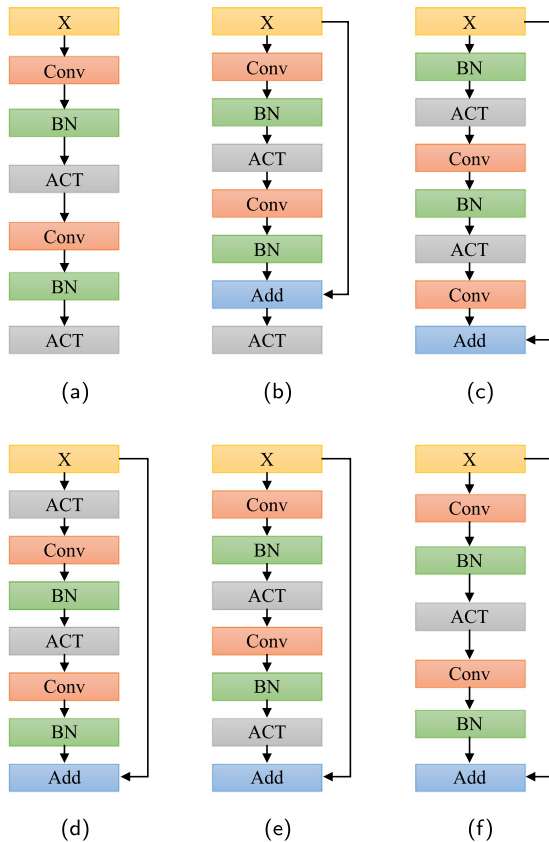 X
Conv
BN
ACT
Conv
BN
ACT
(a)
X
Conv
BN
ACT
Conv
BN
Add
ACT
(b)
X
BN
ACT
Conv
BN
ACT
Conv
Add
(c)
X
ACT
Conv
BN
ACT
Conv
BN
Add
(d)
X
Conv
BN
ACT
Conv
BN
ACT
Add
(e)
X
Conv
BN
ACT
Conv
BN
Add
(f)